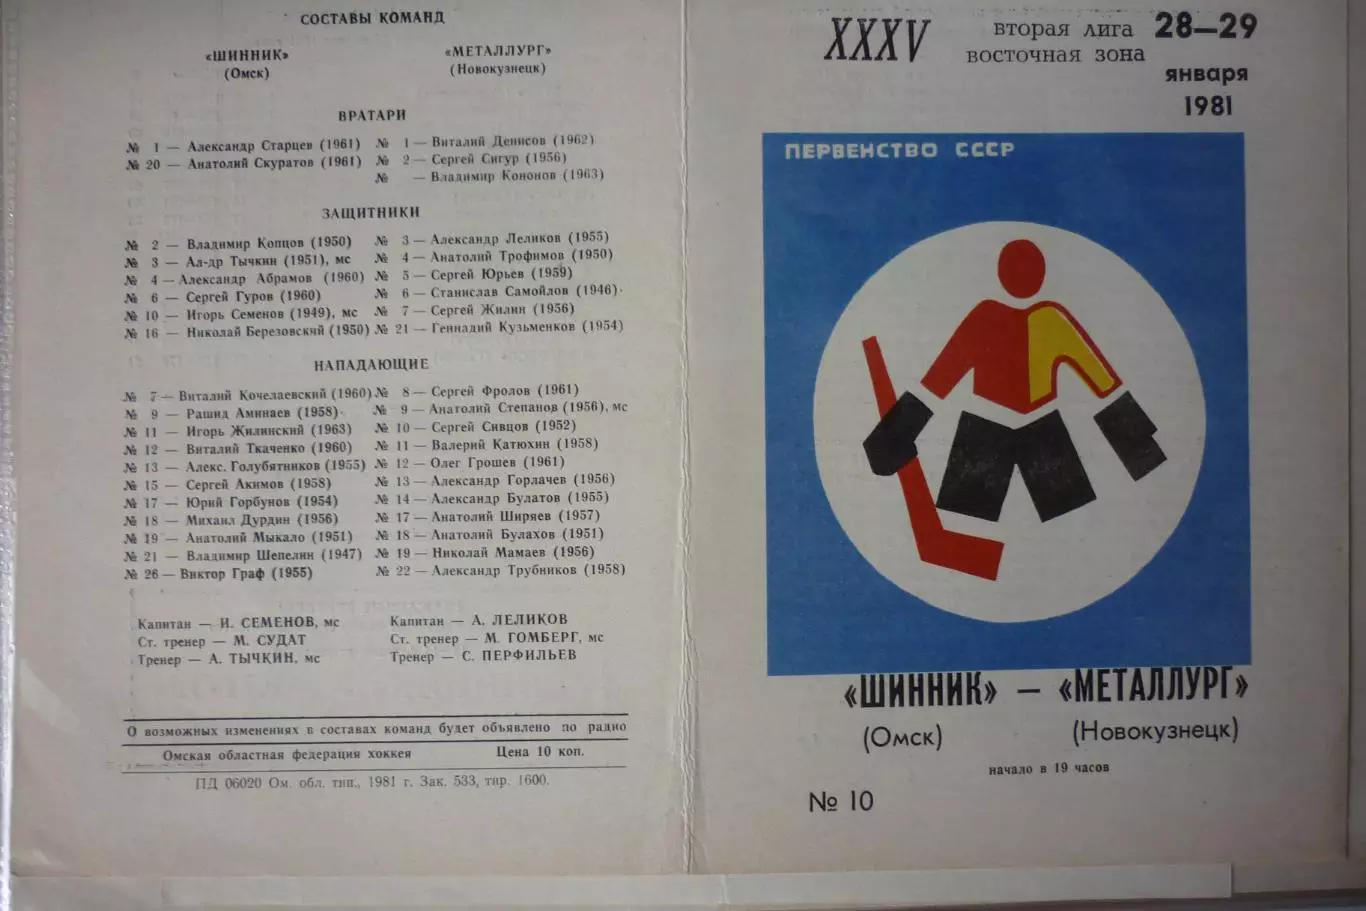 СОСТАВЫ КОМАНД
«ШИННИК»
(Омск)
«МЕТАЛЛУРГ»
(Новокузнецк)
ВРАТАРИ
№ 1 — Александр Старцев (1961)
№ 20 — Анатолий Скуратов (1961)
№ 1 — Виталий Денисов (1962)
№ 2 — Сергей Сигур (1956)
№ — Владимир Кононов (1963)
ЗАЩИТНИКИ
№ 2 — Владимир Копцов (1950)
№ 3 — Ал-др Тычкин (1951), мс
№ 4 — Александр Абрамов (1960)
№ 6 — Сергей Гуров (1960)
№ 10 — Игорь Семенов (1949), мс
№ 16 — Николай Березовский (1950)
№ 3 — Александр Леликов (1955)
№ 4 — Анатолий Трофимов (1950)
№ 5 — Сергей Юрьев (1959)
№ 6 — Станислав Самойлов (1946)
№ 7 — Сергей Жилин (1956)
№ 21 — Геннадий Кузьменков (1954)
НАПАДАЮЩИЕ
№ 7 — Виталий Кочелаевский (1960)
№ 9 — Рашид Аминаев (1958)
№ 11 — Игорь Жилинский (1963)
№ 12 — Виталий Ткаченко (1960)
№ 13 — Алекс. Голубятников (1955)
№ 15 — Сергей Акимов (1958)
№ 17 — Юрий Горбунов (1954)
№ 18 — Михаил Дурдин (1956)
№ 19 — Анатолий Мыкало (1951)
№ 21 — Владимир Шепелин (1947)
№ 26 — Виктор Граф (1955)
№ 8 — Сергей Фролов (1961)
№ 9 — Анатолий Степанов (1956), мс
№ 10 — Сергей Сивцов (1952)
№ 11 — Валерий Катюхин (1958)
№ 12 — Олег Грошев (1961)
№ 13 — Александр Горлачев (1956)
№ 14 — Александр Булатов (1955)
№ 17 — Анатолий Ширяев (1957)
№ 18 — Анатолий Булахов (1951)
№ 19 — Николай Мамаев (1956)
№ 22 — Александр Трубников (1958)
Капитан — И. СЕМЕНОВ, мс
Ст. тренер — М. СУДАТ
Тренер — А. ТЫЧКИН, мс
Капитан — А. ЛЕЛИКОВ
Ст. тренер — М. ГОМБЕРГ, мс
Тренер — С. ПЕРФИЛЬЕВ
О возможных изменениях в составах команд будет объявлено по радио
Омская областная федерация хоккея Цена 10 коп.
ПД 06020 Ом. обл. тип., 1981 г. Зак. 533, тир. 1600.
XXXV
вторая лига
восточная зона
28—29
января
1981
ПЕРВЕНСТВО СССР
«ШИННИК» — «МЕТАЛЛУРГ»
(Омск) (Новокузнецк)
начало в 19 часов
№ 10